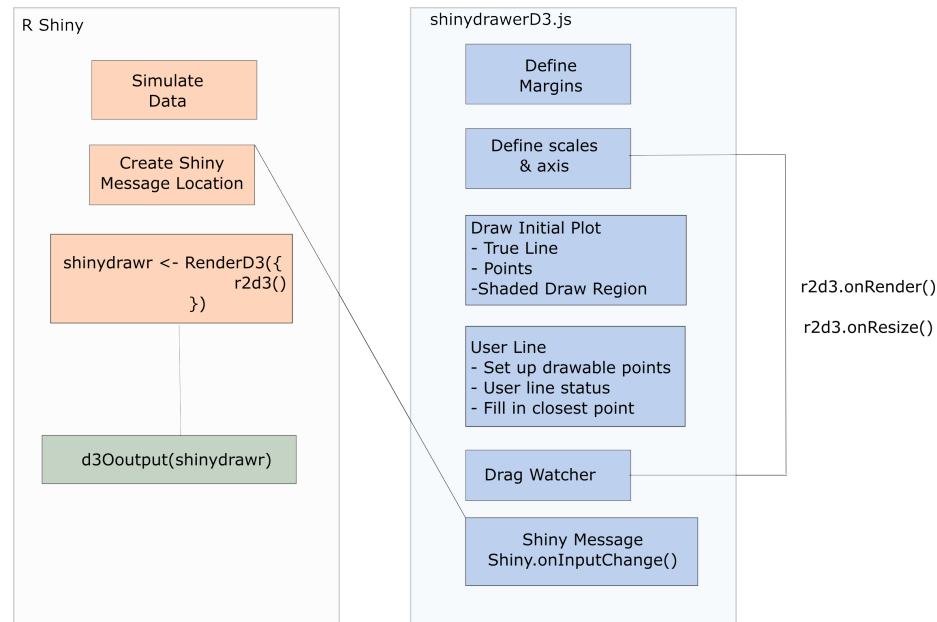 R Shiny
Simulate
Data
Create Shiny
Message Location
shinydrawr <- RenderD3({
r2d3()
})
d3Ooutput(shinydrawr)
shinydrawerD3.js
Define
Margins
Define scales
& axis
Draw Initial Plot
- True Line
- Points
-Shaded Draw Region
User Line
- Set up drawable points
- User line status
- Fill in closest point
Drag Watcher
Shiny Message
Shiny.onInputChange()
r2d3.onRender()
r2d3.onResize()